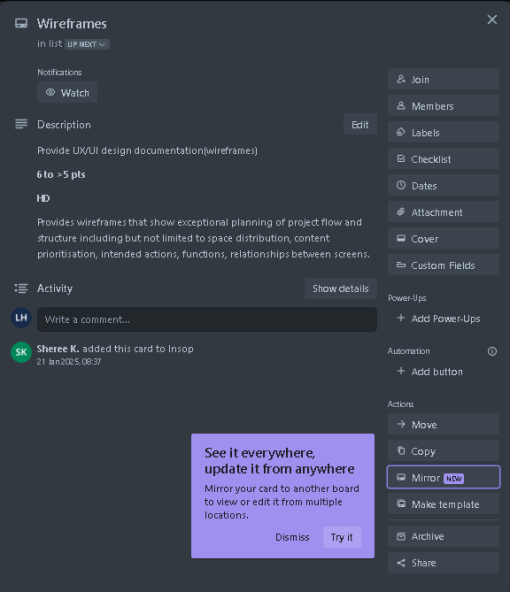 Wireframes
in list UP NEXT
Notifications
Watch
Join
Members
Description
Edit
Labels
Provide UX/UI design documentation(wireframes)
Checklist
6 to >5 pts
Dates
HD
Attachment
Provides wireframes that show exceptional planning of project flow and
structure including but not limited to space distribution, content
prioritisation, intended actions, functions, relationships between screens.
Cover
Custom Fields
Activity
Show details
Power-Ups
LH
Write a comment...
Add Power-Ups
SK
Sheree K. added this card to Insop
21 Jan 2025, 08:37
Automation
Add button
Actions
Move
Copy
Mirror NEW
Make template
Archive
Share
See it everywhere,
update it from anywhere
Mirror your card to another board
to view or edit it from multiple
locations.
Dismiss
Try it